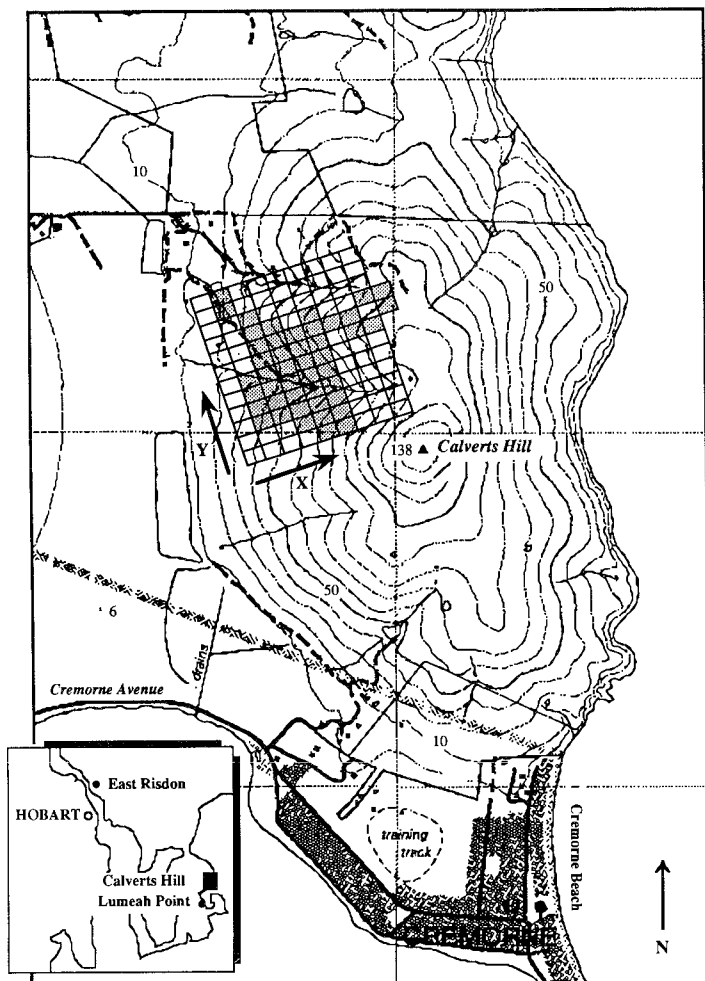 10
50
Y
X
138 ▲ Calverts Hill
50
6
drains
Cremorne Avenue
10
East Risdon
HOBART
Calverts Hill
Lumeah Point
training
track
Cremorne Beach
CREMORNE
N